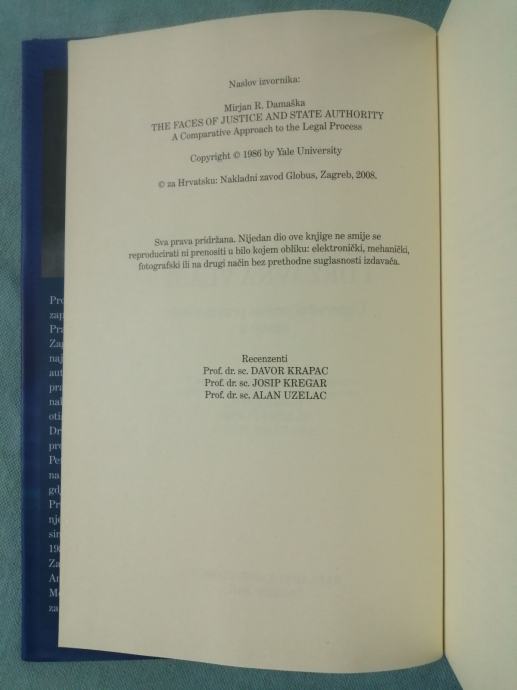 Naslov izvornika:
Mirjan R. Damaška
THE FACES OF JUSTICE AND STATE AUTHORITY
A Comparative Approach to the Legal Process
Copyright © 1986 by Yale University
© za Hrvatsku: Nakladni zavod Globus, Zagreb, 2008.
Sva prava pridržana. Nijedan dio ove knjige ne smije se
reproducirati ni prenositi u bilo kojem obliku: elektronički, mehanički,
fotografski ili na drugi način bez prethodne suglasnosti izdavača.
Recenzenti
Prof. dr. sc. DAVOR KRAPAC
Prof. dr. sc. JOSIP KREGAR
Prof. dr. sc. ALAN UZELAC